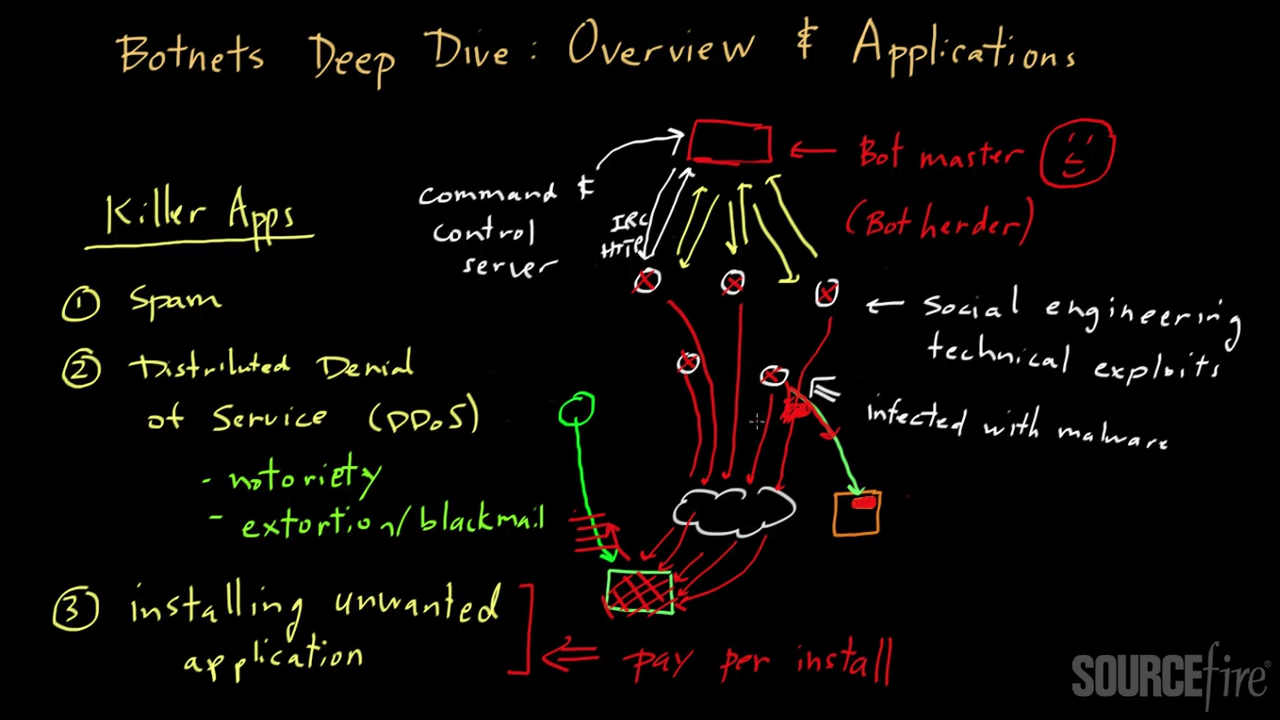 Botnets Deep Dive: Overview & Applications
Killer Apps
① Spam
② Distributed Denial
of Service (DDoS)
- notoriety
- extortion/blackmail
③ installing unwanted
application
← pay per install
command &
control
server
IRC
HTTP
← Bot master
(Bot herder)
← social engineering
technical exploits
infected with malware
SOURCEfire